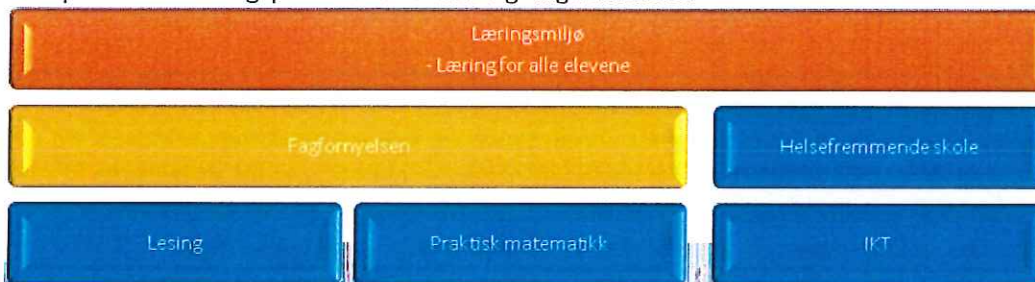 Læringsmiljø
- Læring for alle elevene
Fagfornyelsen
Helsefremmende skole
Lesing
Praktisk matematikk
IKT